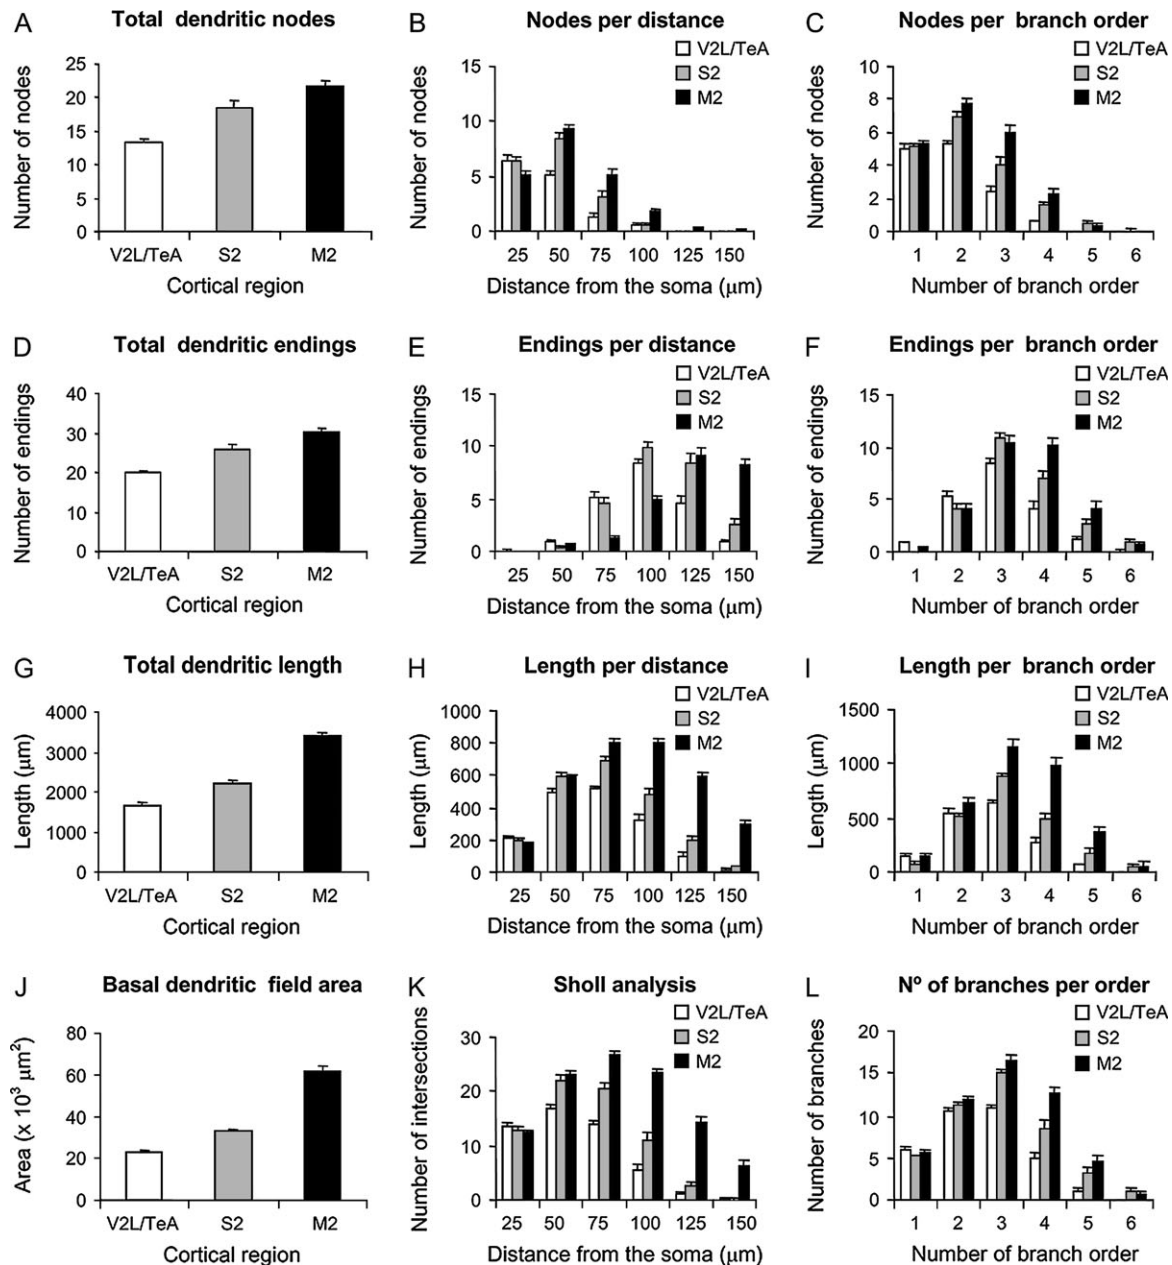 A Total dendritic nodes
Number of nodes
25
20
15
10
5
0
V2L/TeA S2 M2
Cortical region
B Nodes per distance
V2L/TeA
S2
M2
Number of nodes
15
10
5
0
25 50 75 100 125 150
Distance from the soma (μm)
C Nodes per branch order
V2L/TeA
S2
M2
Number of nodes
10
8
6
4
2
0
1 2 3 4 5 6
Number of branch order
D Total dendritic endings
Number of endings
40
30
20
10
0
V2L/TeA S2 M2
Cortical region
E Endings per distance
V2L/TeA
S2
M2
Number of endings
15
10
5
0
25 50 75 100 125 150
Distance from the soma (μm)
F Endings per branch order
V2L/TeA
S2
M2
Number of endings
15
10
5
0
1 2 3 4 5 6
Number of branch order
G Total dendritic length
Length (μm)
4000
3000
2000
1000
0
V2L/TeA S2 M2
Cortical region
H Length per distance
V2L/TeA
S2
M2
Length (μm)
1000
800
600
400
200
0
25 50 75 100 125 150
Distance from the soma (μm)
I Length per branch order
V2L/TeA
S2
M2
Length (μm)
1500
1000
500
0
1 2 3 4 5 6
Number of branch order
J Basal dendritic field area
Area (x 10³ μm²)
80
60
40
20
0
V2L/TeA S2 M2
Cortical region
K Sholl analysis
V2L/TeA
S2
M2
Number of intersections
30
20
10
0
25 50 75 100 125 150
Distance from the soma (μm)
L Nº of branches per order
V2L/TeA
S2
M2
Number of branches
20
15
10
5
0
1 2 3 4 5 6
Number of branch order